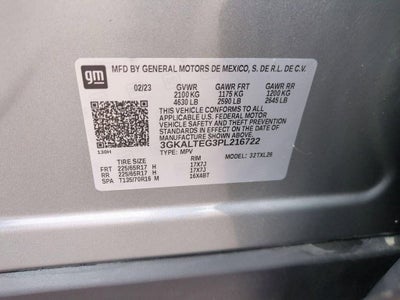 gm
MFD BY GENERAL MOTORS DE MEXICO, S. DE R.L. DE C.V.
02/23 GVWR GAWR FRT GAWR RR
2100 KG 1175 KG 1200 KG
4630 LB 2590 LB 2645 LB
THIS VEHICLE CONFORMS TO ALL
APPLICABLE U.S. FEDERAL MOTOR
VEHICLE SAFETY AND THEFT
PREVENTION STANDARDS IN EFFECT ON
THE DATE OF MANUFACTURE SHOWN ABOVE.
3GKALTEG3PL216722
TYPE: MPV MODEL: 32TXL26
TIRE SIZE RIM
FRT 225/65R17 H 17X7J
RR 225/65R17 H 17X7J
SPA T135/70R16 M 16X4BT